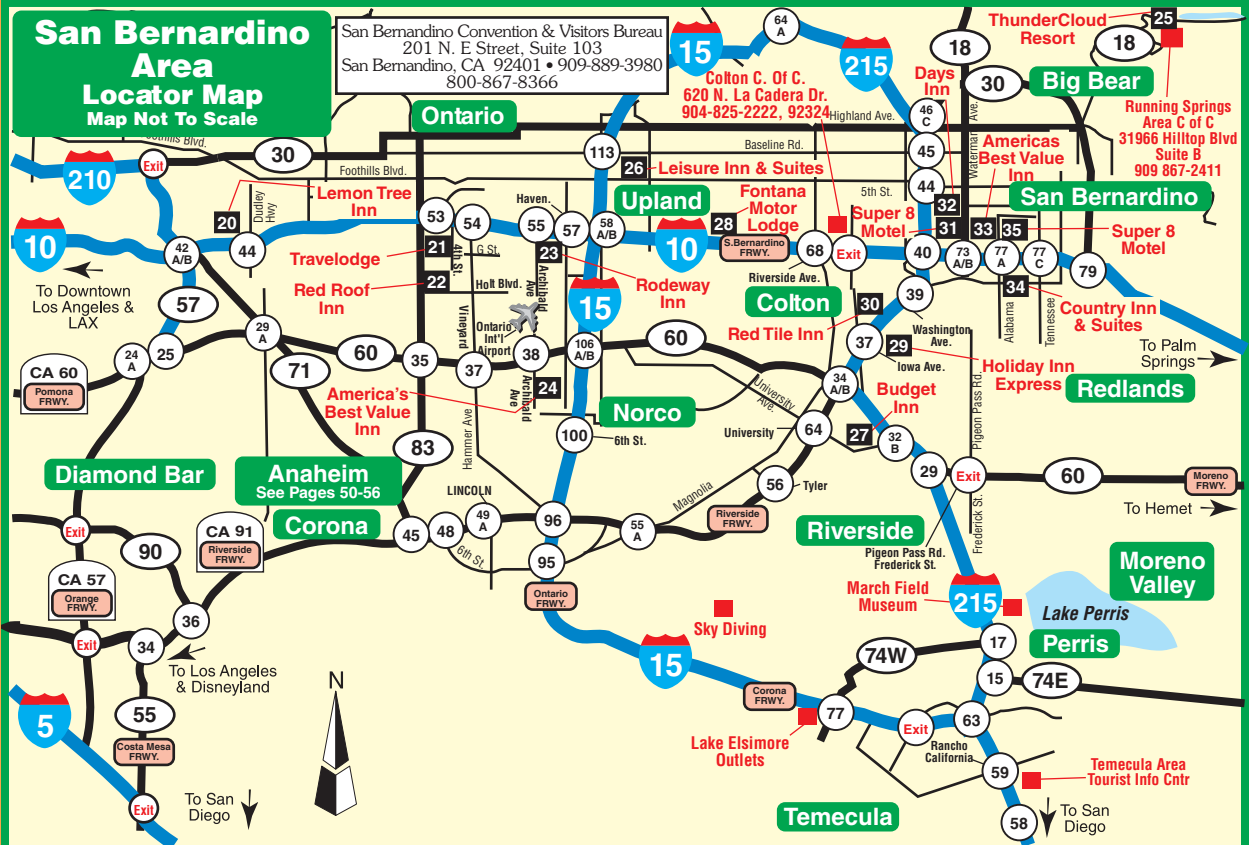 San Bernardino
Area
Locator Map
Map Not To Scale
San Bernandino Convention & Visitors Bureau
201 N. E Street, Suite 103
San Bernandino, CA 92401 • 909-889-3980
800-867-8366
15
64
A
215
18
ThunderCloud
Resort
25
18
30
Big Bear
Days
Inn
Colton C. Of C.
620 N. La Cadera Dr.
904-825-2222, 92324
Running Springs
Area C of C
31966 Hilltop Blvd
Suite B
909 867-2411
Ontario
Highland Ave.
46
C
Waterman Ave.
Foothills Blvd.
30
Exit
210
113
Baseline Rd.
45
Americas
Best Value
Inn
Foothills Blvd.
26
Leisure Inn & Suites
5th St.
44
San Bernardino
20
Lemon Tree
Inn
Dudley
Hwy
Haven.
Upland
28
Fontana
Motor
Lodge
Super 8
Motel
32
31
33
35
Super 8
Motel
10
42
A/B
44
53
54
55
57
58
A/B
10
S.Bernardino
FRWY.
68
Exit
40
73
A/B
77
A
77
C
79
To Downtown
Los Angeles &
LAX
Travelodge
21
4th St.
G St.
23
Archibald
Ave
Rodeway
Inn
Riverside Ave.
34
Country Inn
& Suites
Red Roof
Inn
22
Holt Blvd.
15
Colton
39
Alabama
Tennessee
57
30
Red Tile Inn
Washington
Ave.
To Palm
Springs
29
A
Vineyard
Ontario
Int'l
Airport
24
A
25
60
35
37
38
106
A/B
60
37
29
Iowa Ave.
Holiday Inn
Express
Redlands
CA 60
Pomona
FRWY.
71
America's
Best Value
Inn
24
Archibald
Ave
University
Ave.
34
A/B
Budget
Inn
Pigeon Pass Rd.
Norco
83
Hammer Ave
100
6th St.
University
64
27
32
B
Diamond Bar
Anaheim
See Pages 50-56
29
Exit
60
Moreno
FRWY.
To Hemet
LINCOLN
Magnolia
56
Tyler
Corona
45
48
49
A
96
55
A
Riverside
FRWY.
Riverside
Frederick St.
Exit
90
CA 91
Riverside
FRWY.
6th St.
95
Pigeon Pass Rd.
Frederick St.
Moreno
Valley
CA 57
Orange
FRWY.
Ontario
FRWY.
March Field
Museum
215
Lake Perris
36
Sky Diving
Exit
34
To Los Angeles
& Disneyland
15
74W
17
Perris
15
74E
5
55
N
Corona
FRWY.
77
Lake Elsimore
Outlets
Exit
63
Rancho
California
Costa Mesa
FRWY.
59
Temecula Area
Tourist Info Cntr
Exit
To San
Diego
Temecula
58
To San
Diego